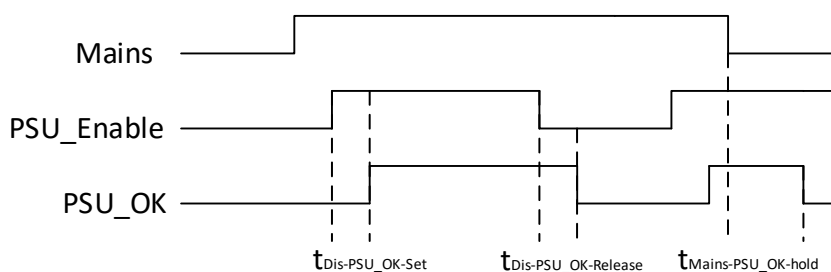 Mains
PSU_Enable
PSU_OK
tDis-PSU_OK-Set tDis-PSU OK-Release tMains-PSU_OK-hold